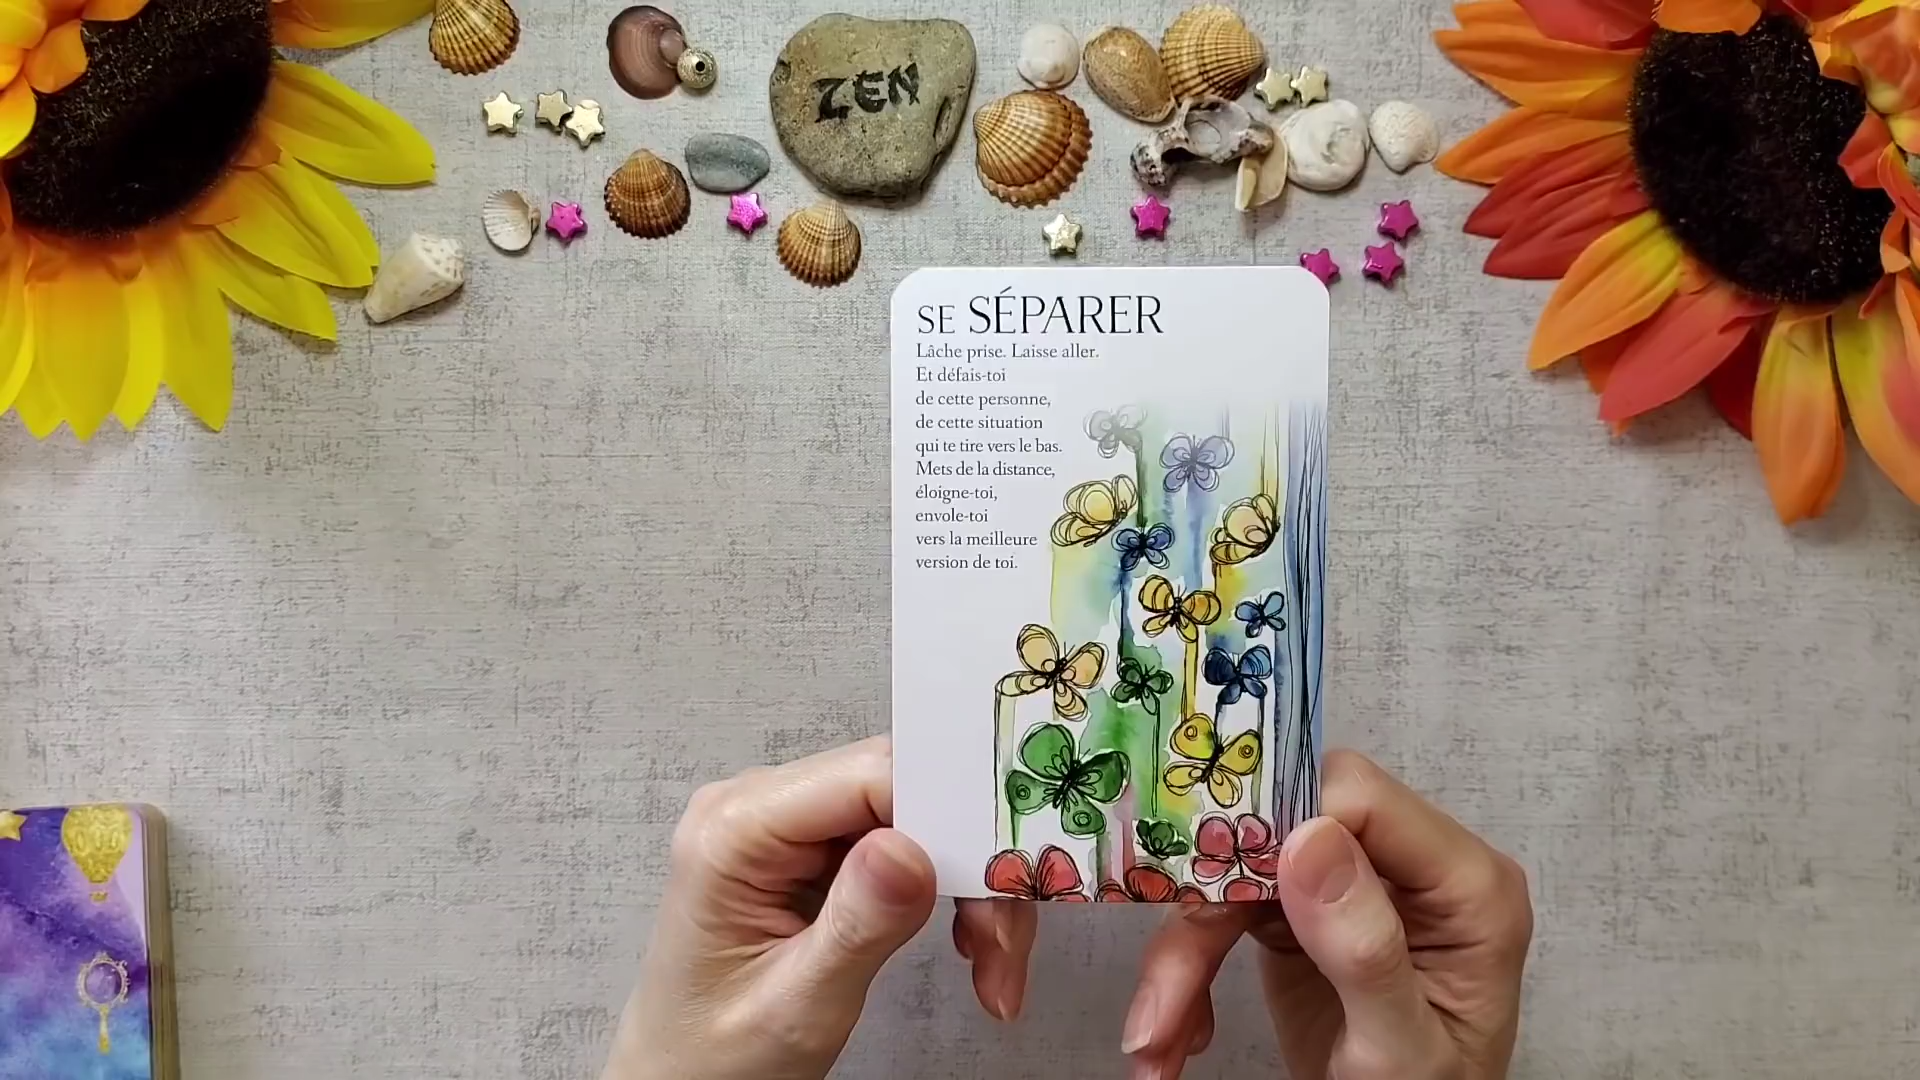 ZEN
SE SÉPARER
Lâche prise. Laisse aller.
Et défais-toi
de cette personne,
de cette situation
qui te tire vers le bas.
Mets de la distance,
éloigne-toi,
envole-toi
vers la meilleure
version de toi.